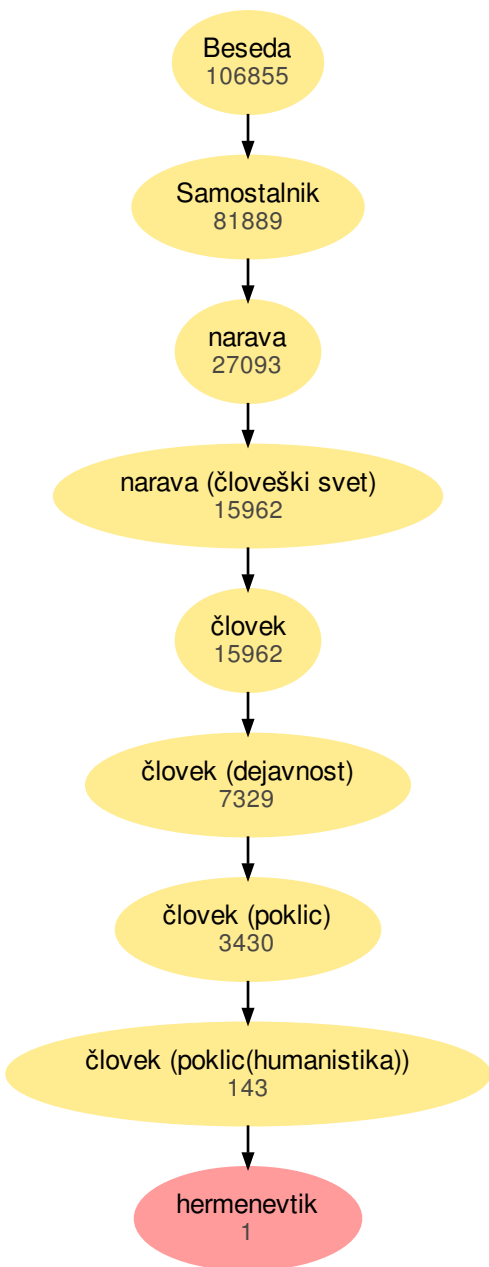 Beseda
106855
Samostalnik
81889
narava
27093
narava (človeški svet)
15962
človek
15962
človek (dejavnost)
7329
človek (poklic)
3430
človek (poklic(humanistika))
143
hermenevtik
1